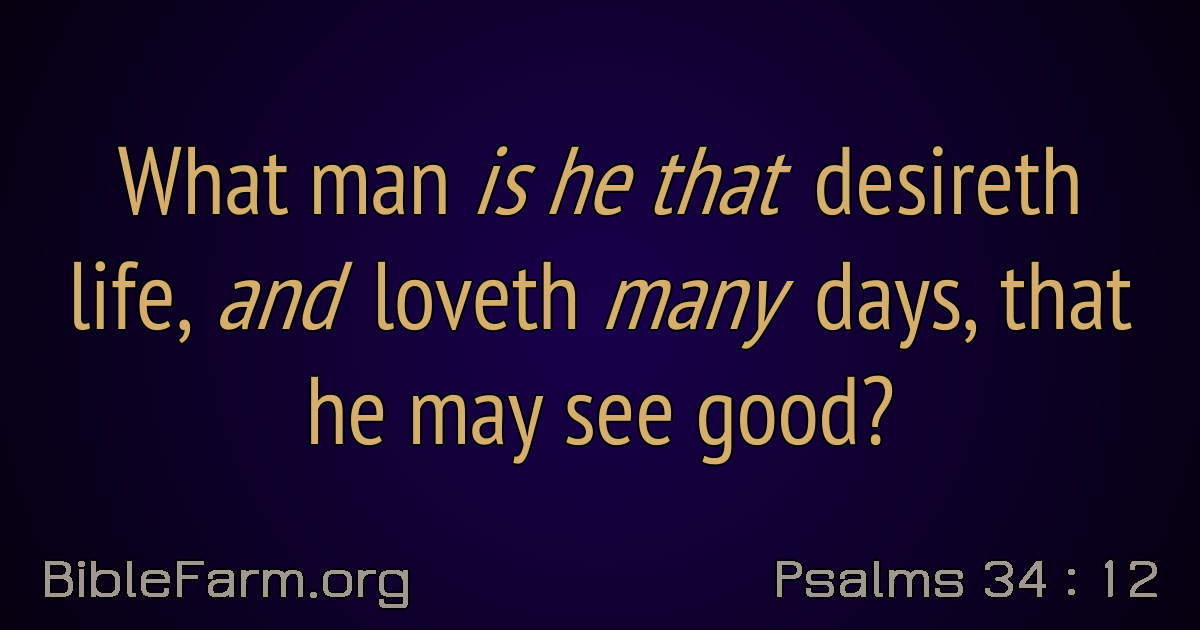 What man is he that desireth
life, and loveth many days, that
he may see good?
BibleFarm.org
Psalms 34 : 12